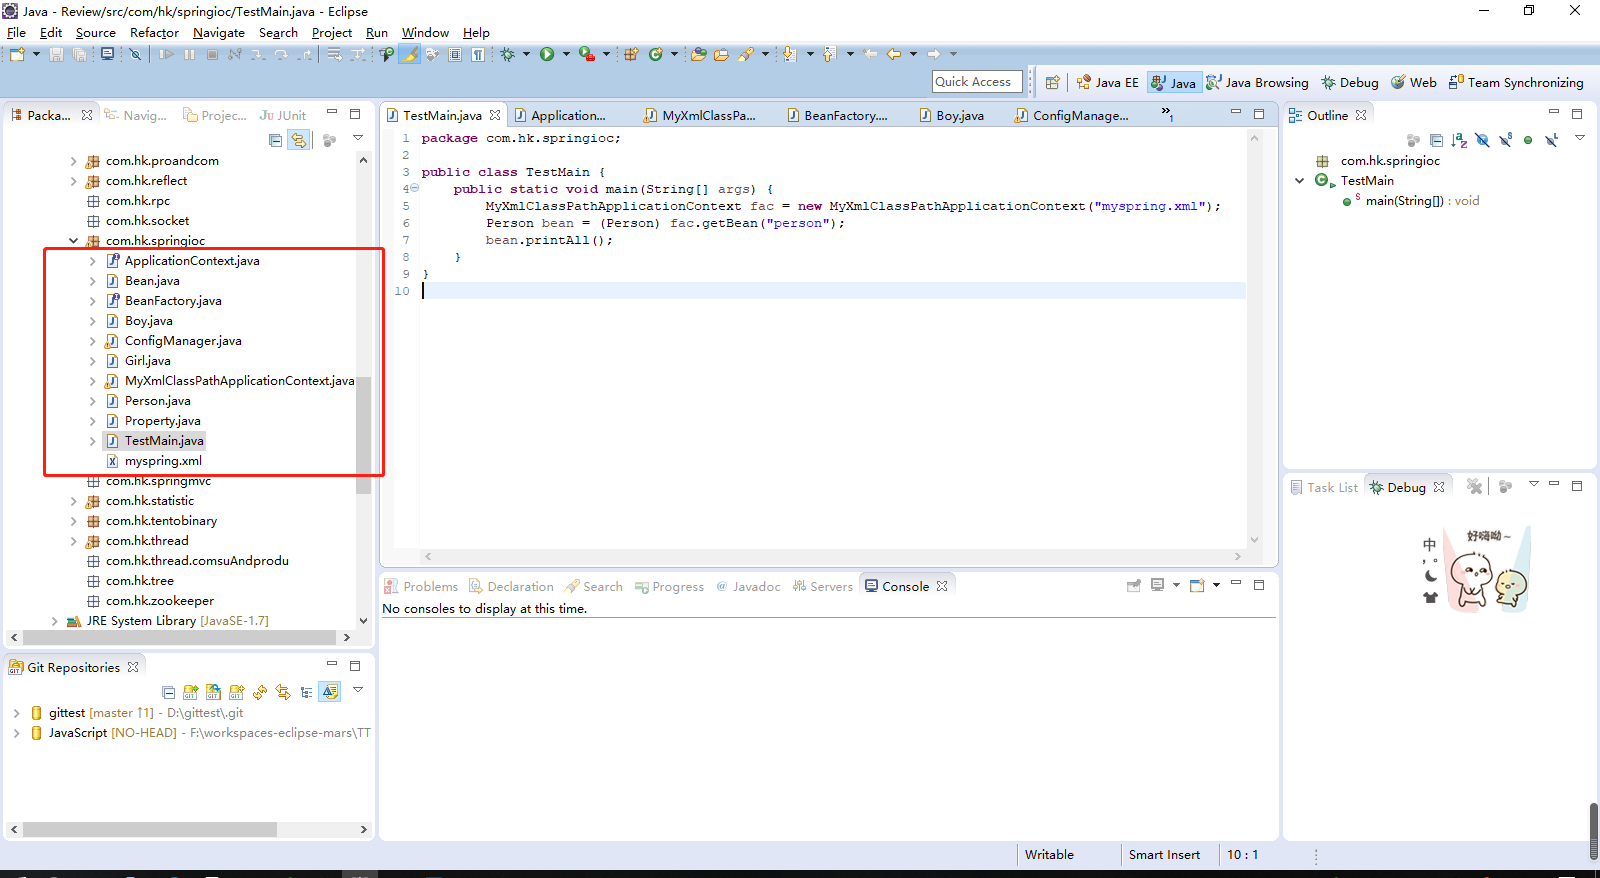 Java - Review/src/com/hk/springioc/TestMain.java - Eclipse
File Edit Source Refactor Navigate Search Project Run Window Help
Quick Access Java EE Java Java Browsing Debug Web Team Synchronizing
Packa... Navig... Projec... JUnit
com.hk.proandcom
com.hk.reflect
com.hk.rpc
com.hk.socket
com.hk.springioc
ApplicationContext.java
Bean.java
BeanFactory.java
Boy.java
ConfigManager.java
Girl.java
MyXmlClassPathApplicationContext.java
Person.java
Property.java
TestMain.java
myspring.xml
com.hk.springmvc
com.hk.statistic
com.hk.tentobinary
com.hk.thread
com.hk.thread.comsuAndprodu
com.hk.tree
com.hk.zookeeper
JRE System Library [JavaSE-1.7]
Git Repositories
gittest [master ↑1] - D:\gittest\.git
JavaScript [NO-HEAD] - F:\workspaces-eclipse-mars\TT
TestMain.java Application... MyXmlClassPa... BeanFactory.... Boy.java ConfigManage... »1
1 package com.hk.springioc;
2
3 public class TestMain {
4 public static void main(String[] args) {
5 MyXmlClassPathApplicationContext fac = new MyXmlClassPathApplicationContext("myspring.xml");
6 Person bean = (Person) fac.getBean("person");
7 bean.printAll();
8 }
9 }
10
Problems Declaration Search Progress Javadoc Servers Console
No consoles to display at this time.
Outline
com.hk.springioc
TestMain
main(String[]) : void
Task List Debug
好嗨呦~
中
Writable Smart Insert 10 : 1